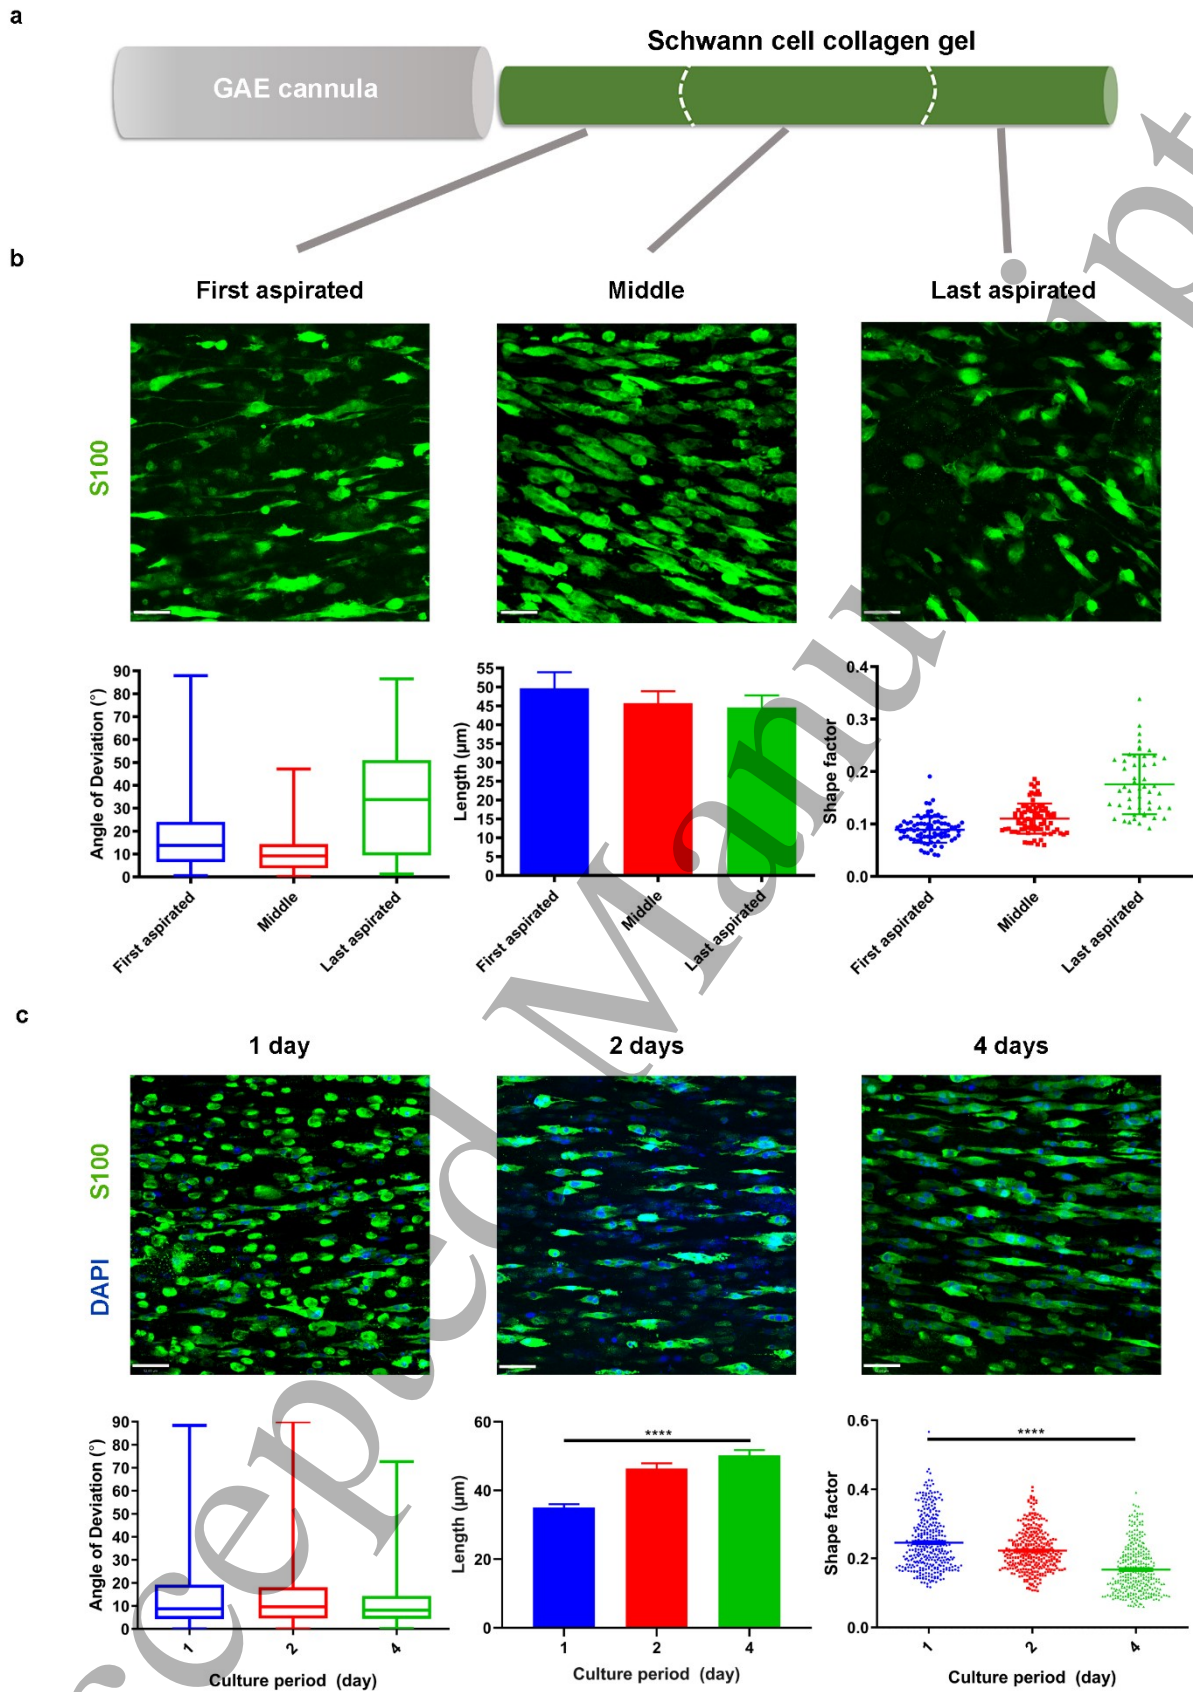 a
Schwann cell collagen gel
GAE cannula
b
First aspirated
Middle
Last aspirated
S100
90
80
70
60
50
40
30
20
10
0
Angle of Deviation (°)
First aspirated
Middle
Last aspirated
55
50
45
40
35
30
25
20
15
10
5
0
Length (µm)
First aspirated
Middle
Last aspirated
0.4
0.3
0.2
0.1
0.0
Shape factor
First aspirated
Middle
Last aspirated
c
1 day
2 days
4 days
S100
DAPI
90
80
70
60
50
40
30
20
10
0
Angle of Deviation (°)
1
2
4
Culture period (day)
60
40
20
0
Length (µm)
****
1
2
4
Culture period (day)
0.6
0.4
0.2
0.0
Shape factor
****
1
2
4
Culture period (day)
cepted Manuscript